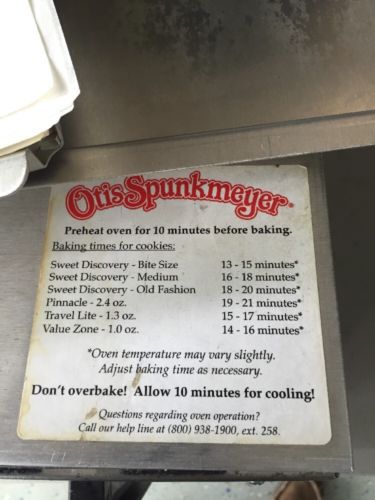 Otis Spunkmeyer®
Preheat oven for 10 minutes before baking.
Baking times for cookies:
Sweet Discovery - Bite Size 13 - 15 minutes*
Sweet Discovery - Medium 16 - 18 minutes*
Sweet Discovery - Old Fashion 18 - 20 minutes*
Pinnacle - 2.4 oz. 19 - 21 minutes*
Travel Lite - 1.3 oz. 15 - 17 minutes*
Value Zone - 1.0 oz. 14 - 16 minutes*
*Oven temperature may vary slightly.
Adjust baking time as necessary.
Don't overbake! Allow 10 minutes for cooling!
Questions regarding oven operation?
Call our help line at (800) 938-1900, ext. 258.